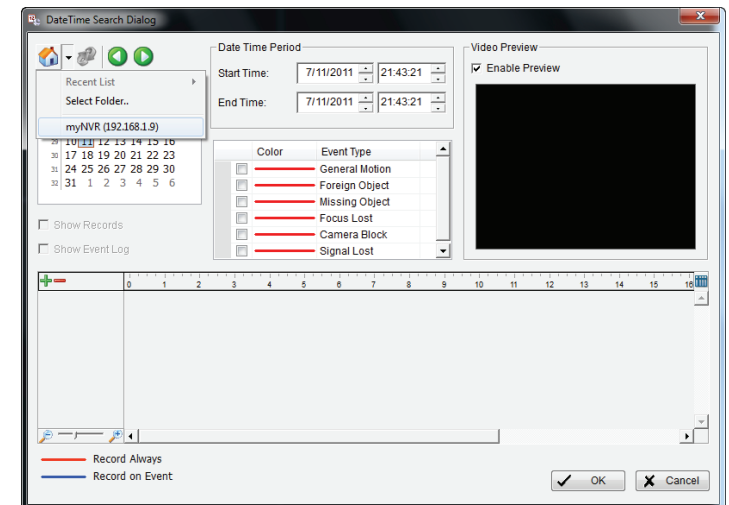 DateTime Search Dialog
Date Time Period
Start Time: 7/11/2011 21:43:21
End Time: 7/11/2011 21:43:21
Video Preview
Enable Preview
Recent List
Select Folder..
myNVR (192.168.1.9)
29 10 11 12 13 14 15 16
30 17 18 19 20 21 22 23
31 24 25 26 27 28 29 30
32 31 1 2 3 4 5 6
Show Records
Show Event Log
Color Event Type
General Motion
Foreign Object
Missing Object
Focus Lost
Camera Block
Signal Lost
0 1 2 3 4 5 6 7 8 9 10 11 12 13 14 15 16
Record Always
Record on Event
OK Cancel